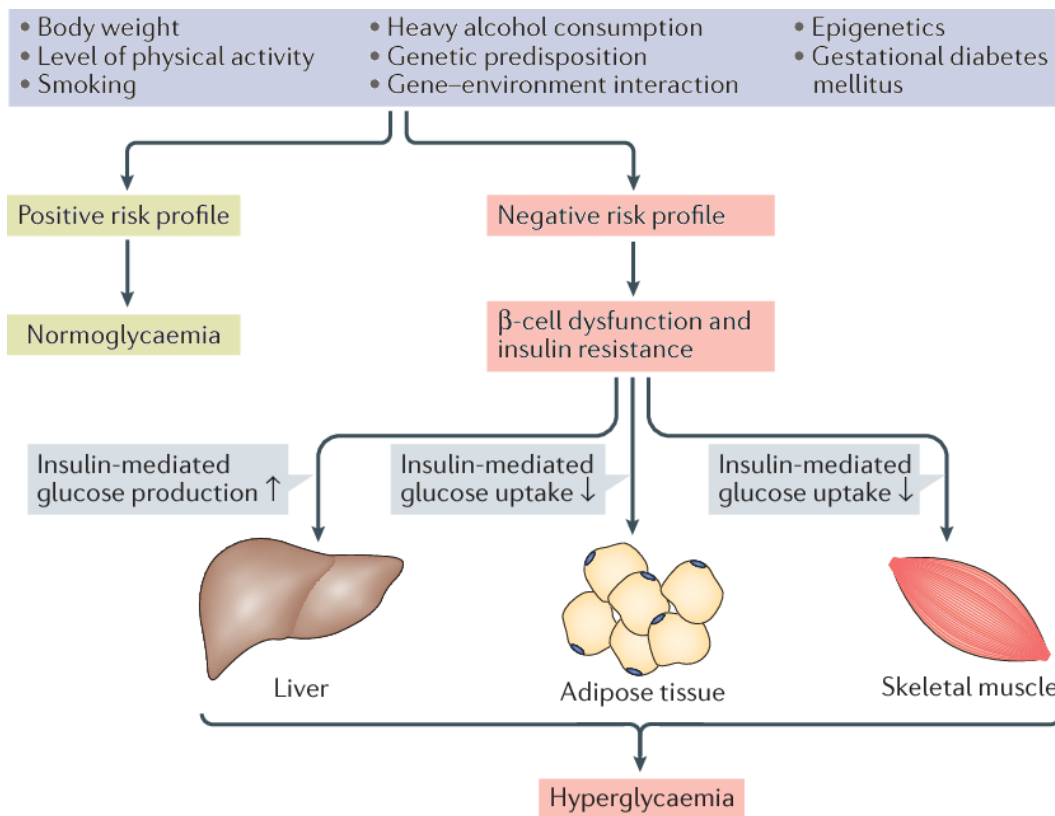 • Body weight
• Level of physical activity
• Smoking
• Heavy alcohol consumption
• Genetic predisposition
• Gene–environment interaction
• Epigenetics
• Gestational diabetes
mellitus
Positive risk profile
Negative risk profile
Normoglycaemia
β-cell dysfunction and
insulin resistance
Insulin-mediated
glucose production ↑
Insulin-mediated
glucose uptake ↓
Insulin-mediated
glucose uptake ↓
Liver
Adipose tissue
Skeletal muscle
Hyperglycaemia